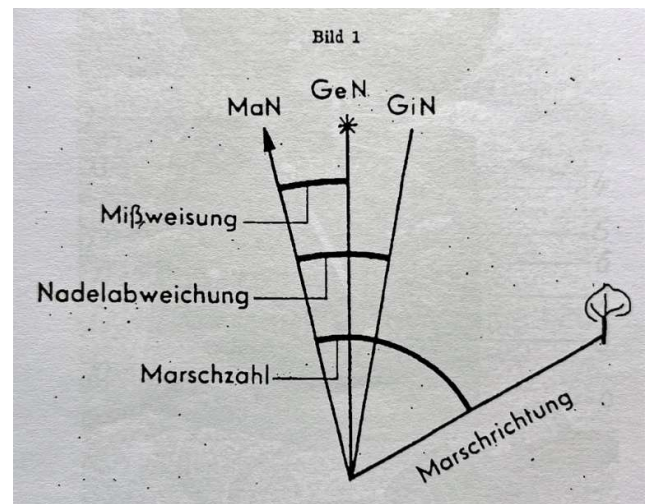 Bild 1
MaN
GeN
GiN
Mißweisung
Nadelabweichung
Marschzahl
Marschrichtung